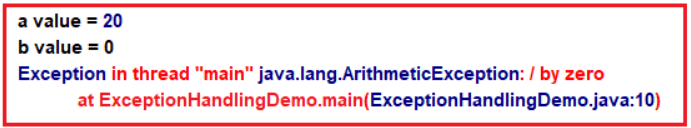 a value = 20
b value = 0
Exception in thread "main" java.lang.ArithmeticException: / by zero
at ExceptionHandlingDemo.main(ExceptionHandlingDemo.java:10)